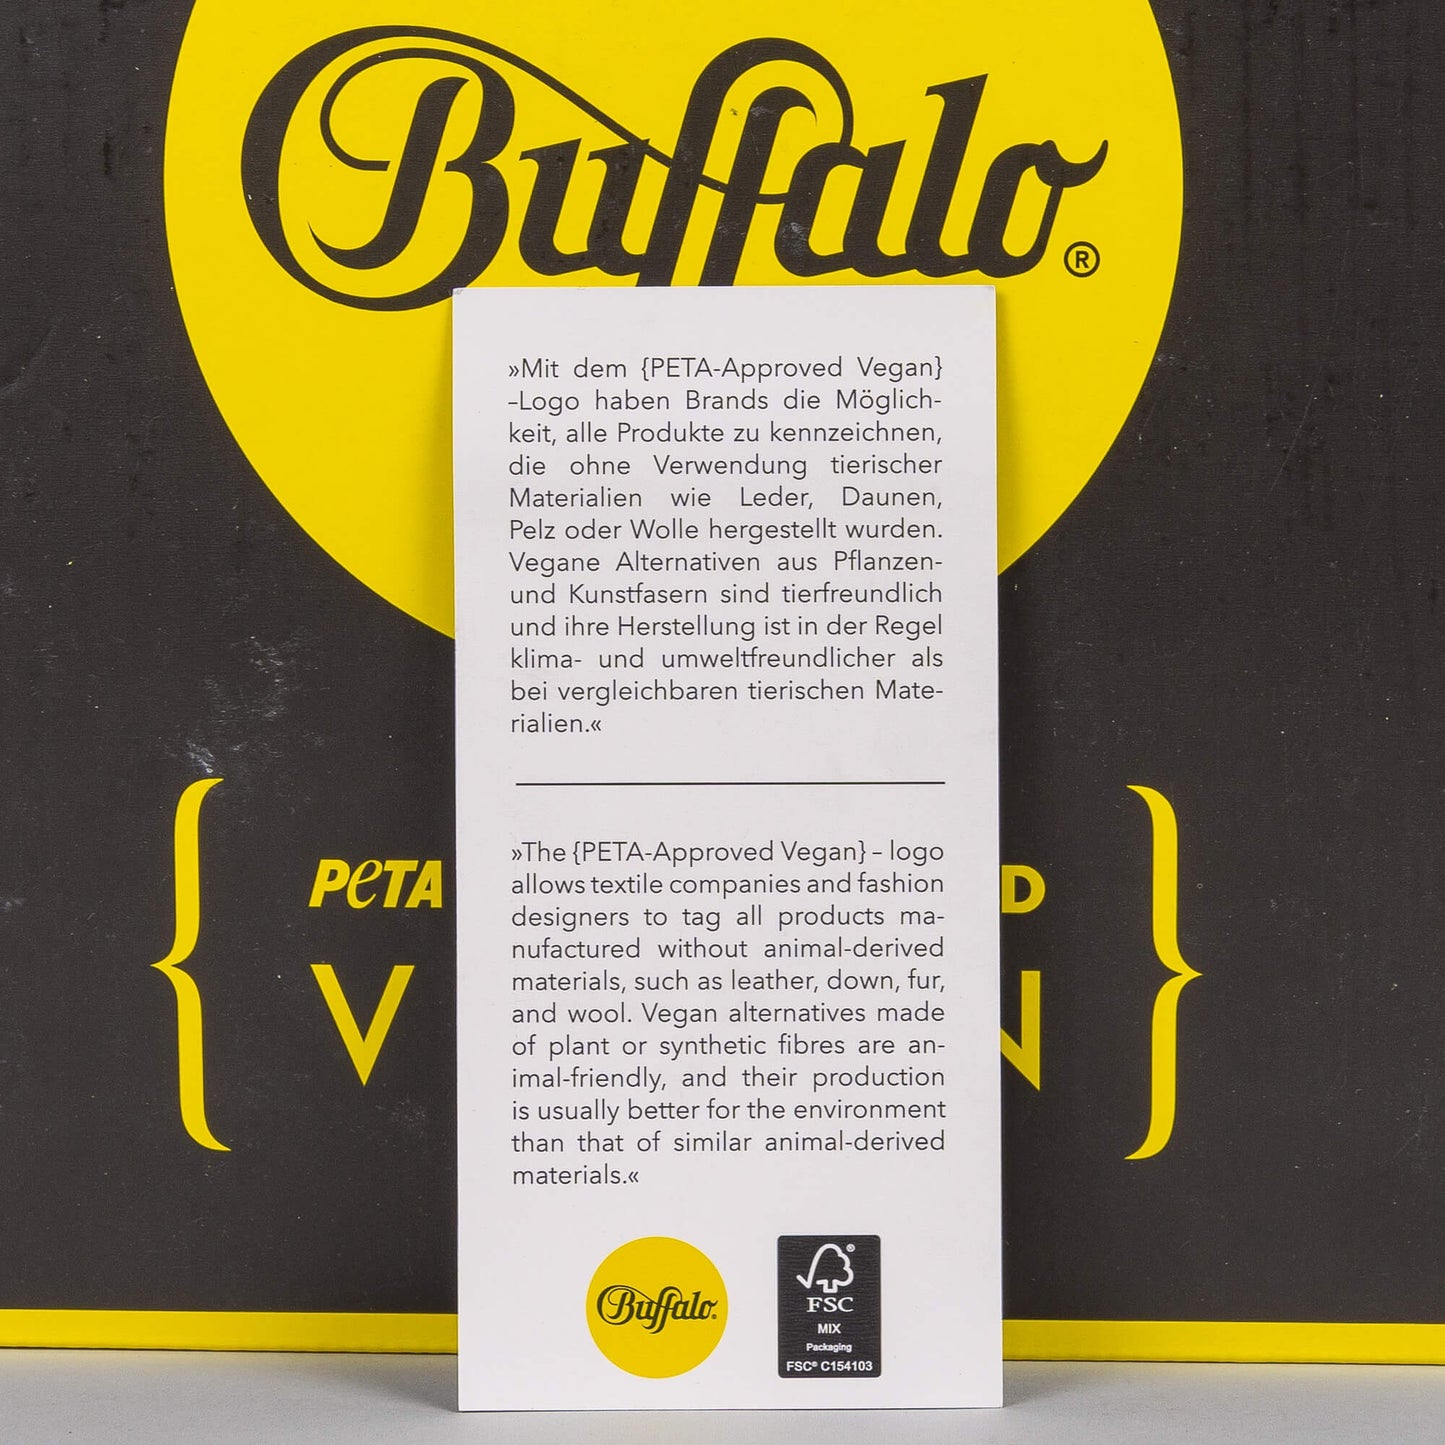 Buffalo®
»Mit dem {PETA-Approved Vegan}
–Logo haben Brands die Möglich-
keit, alle Produkte zu kennzeichnen,
die ohne Verwendung tierischer
Materialien wie Leder, Daunen,
Pelz oder Wolle hergestellt wurden.
Vegane Alternativen aus Pflanzen-
und Kunstfasern sind tierfreundlich
und ihre Herstellung ist in der Regel
klima- und umweltfreundlicher als
bei vergleichbaren tierischen Mate-
rialien.«
»The {PETA-Approved Vegan} – logo
allows textile companies and fashion
designers to tag all products ma-
nufactured without animal-derived
materials, such as leather, down, fur,
and wool. Vegan alternatives made
of plant or synthetic fibres are an-
imal-friendly, and their production
is usually better for the environment
than that of similar animal-derived
materials.«
Buffalo®
FSC®
MIX
Packaging
FSC® C154103
{ PeTA D }
V N